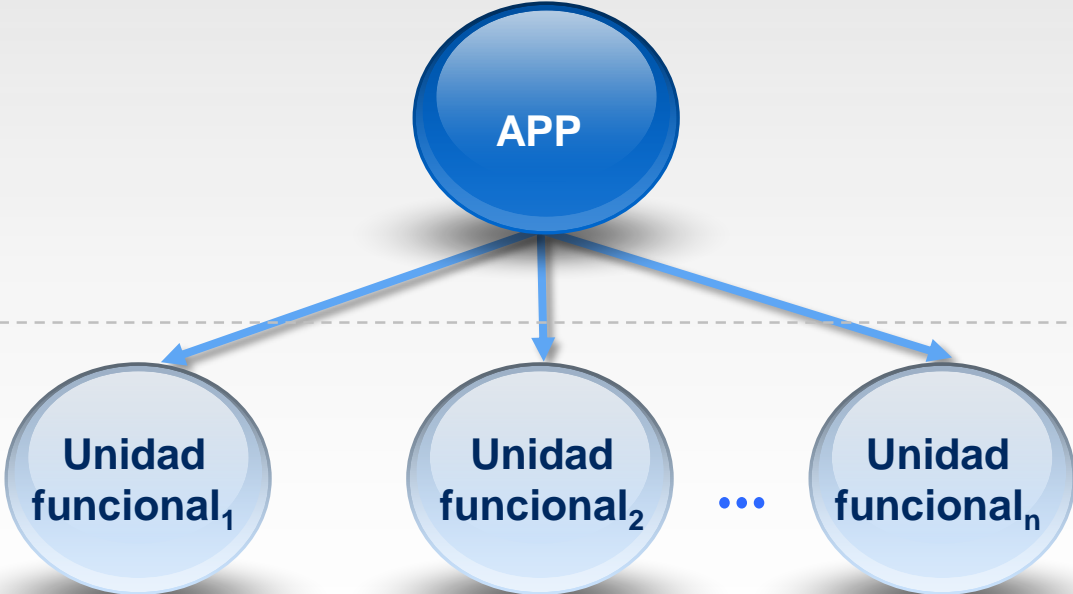 APP
Unidad
funcional₁
Unidad
funcional₂
...
Unidad
funcionalₙ